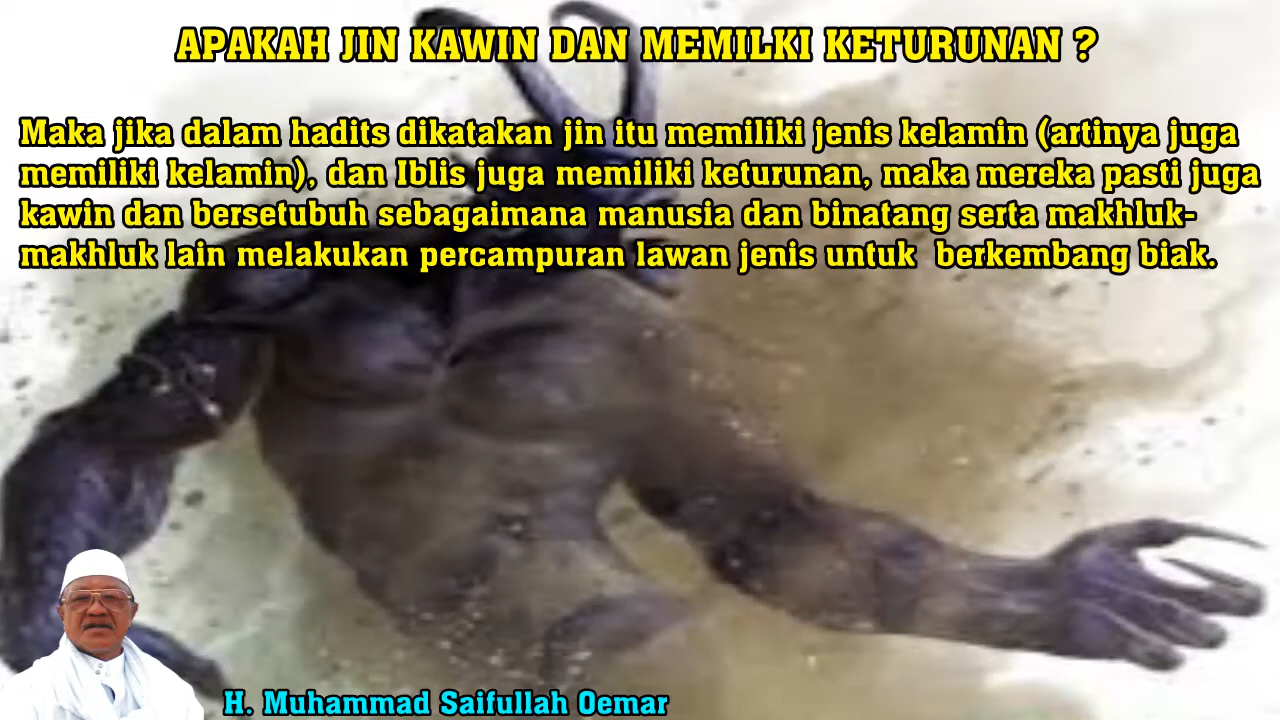 APAKAH JIN KAWIN DAN MEMILKI KETURUNAN ?
Maka jika dalam hadits dikatakan jin itu memiliki jenis kelamin (artinya juga
memiliki kelamin), dan Iblis juga memiliki keturunan, maka mereka pasti juga
kawin dan bersetubuh sebagaimana manusia dan binatang serta makhluk-
makhluk lain melakukan percampuran lawan jenis untuk berkembang biak.
H. Muhammad Saifullah Oemar